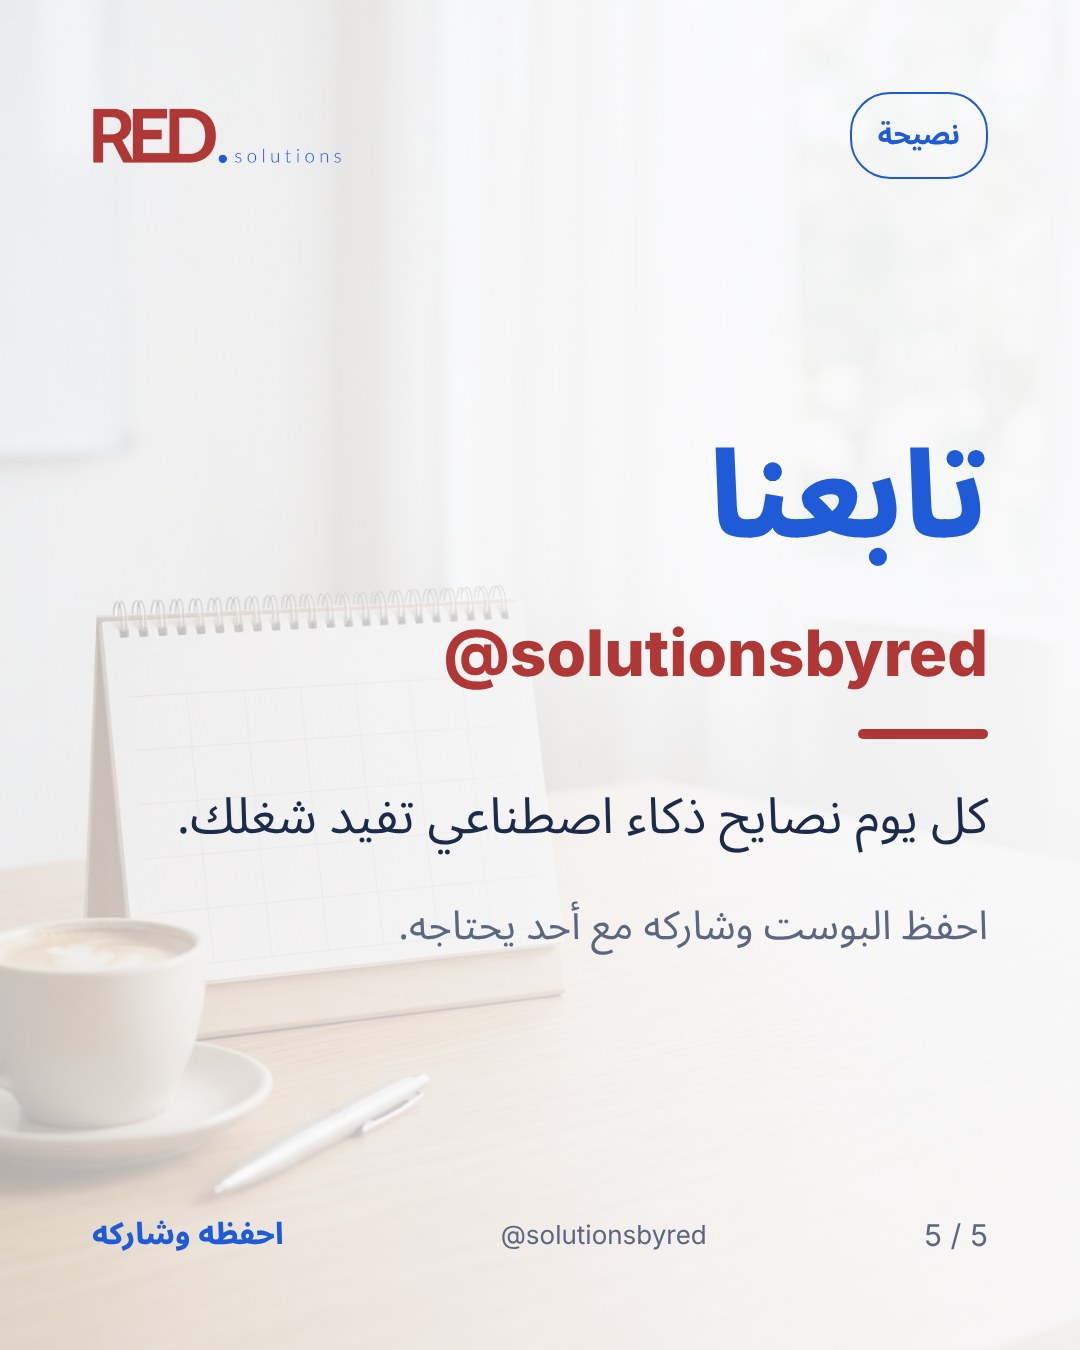 RED.solutions
نصيحة
تابعنا
@solutionsbyred
كل يوم نصايح ذكاء اصطناعي تفيد شغلك.
احفظ البوست وشاركه مع أحد يحتاجه.
5 / 5
@solutionsbyred
احفظه وشاركه